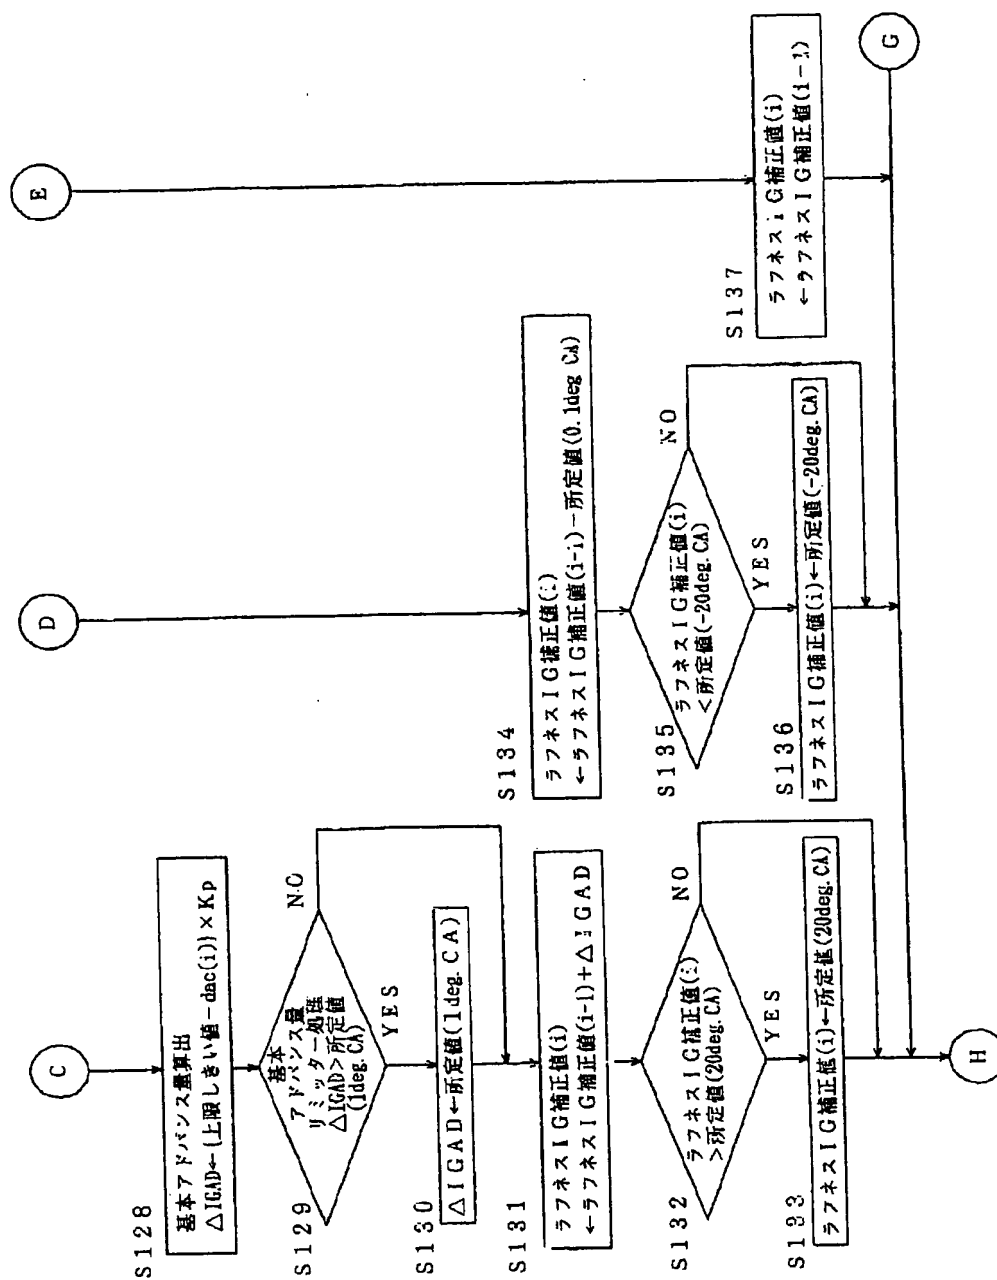 C
S128
基本アドバンス量算出
△IGAD←{上限しきい値-dac(i)}×Kp
S129
基本
アドバンス量
リミッター処理
△IGAD>所定値
(1deg.CA)
NO
YES
S130
△IGAD←所定値(1deg.CA)
S131
ラフネスIG補正値(i)
←ラフネスIG補正値(i-1)+△IGAD
S132
ラフネスIG補正値(i)
>所定値(20deg.CA)
NO
YES
S133
ラフネスIG補正値(i)←所定値(20deg.CA)
H
D
S134
ラフネスIG補正値(i)
←ラフネスIG補正値(i-i)-所定値(0.1deg CA)
S135
ラフネスIG補正値(i)
<所定値(-20deg.CA)
NO
YES
S136
ラフネスIG補正値(i)←所定値(-20deg.CA)
E
S137
ラフネスIG補正値(i)
←ラフネスIG補正値(i-1)
G